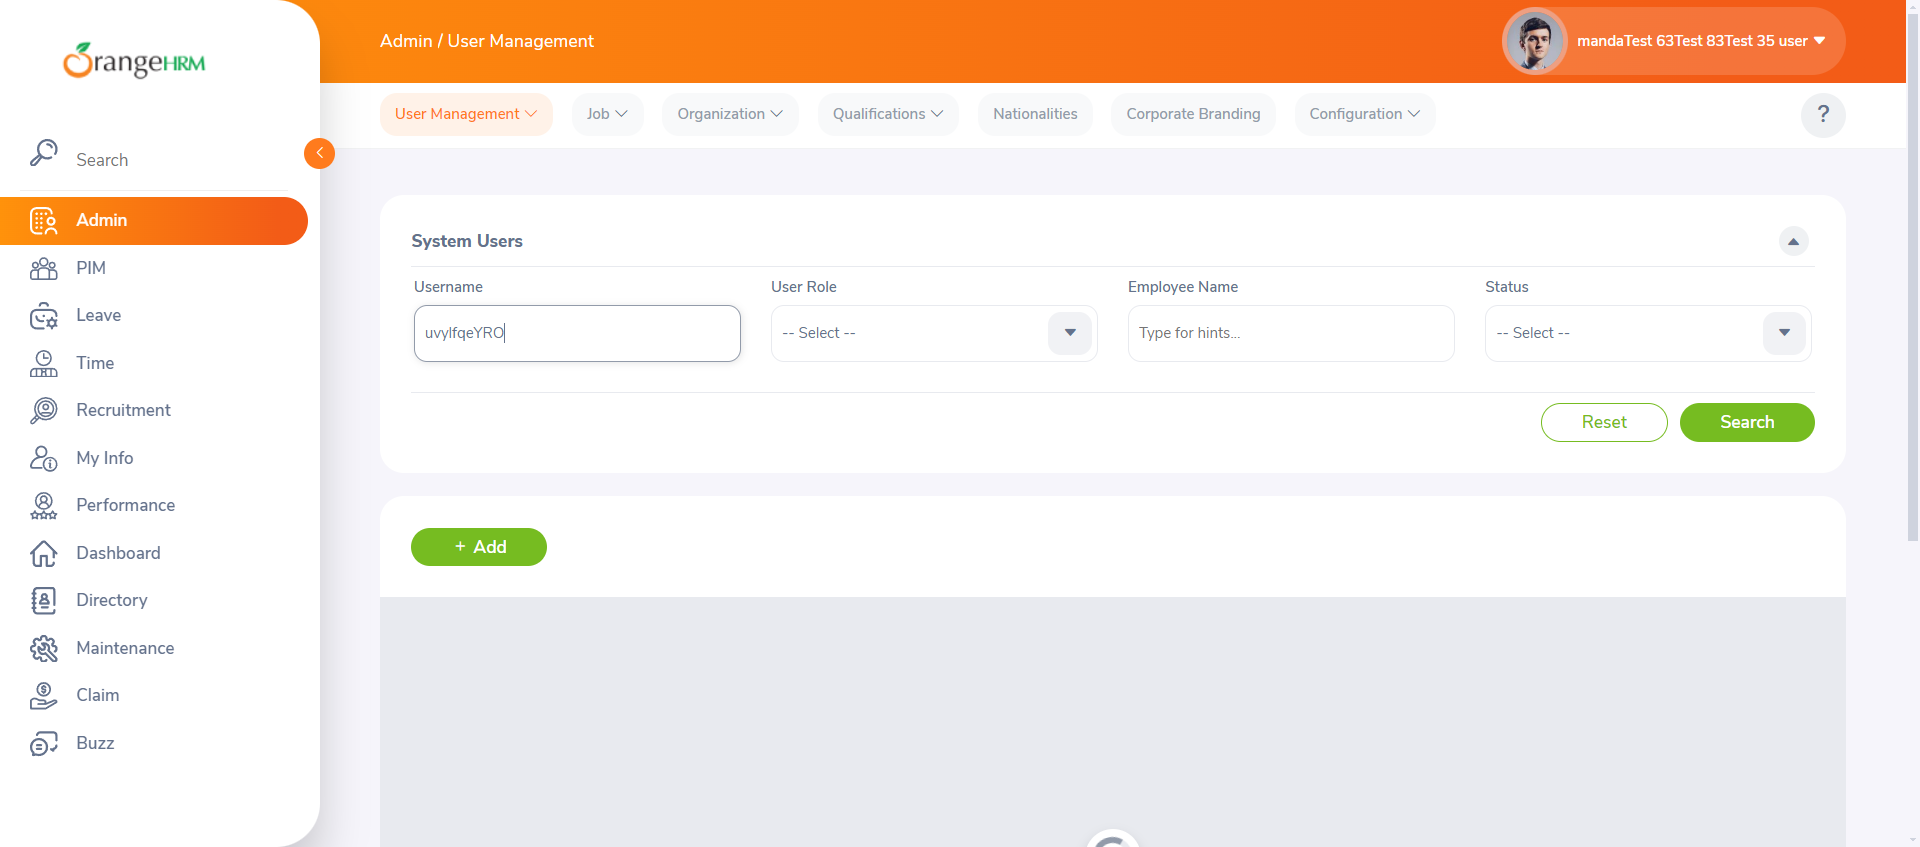 OrangeHRM
Search
Admin
PIM
Leave
Time
Recruitment
My Info
Performance
Dashboard
Directory
Maintenance
Claim
Buzz
Admin / User Management
mandaTest 63Test 83Test 35 user
User Management
Job
Organization
Qualifications
Nationalities
Corporate Branding
Configuration
?
System Users
Username
User Role
Employee Name
Status
uvylfqeYRO
-- Select --
Type for hints...
-- Select --
Reset
Search
+ Add